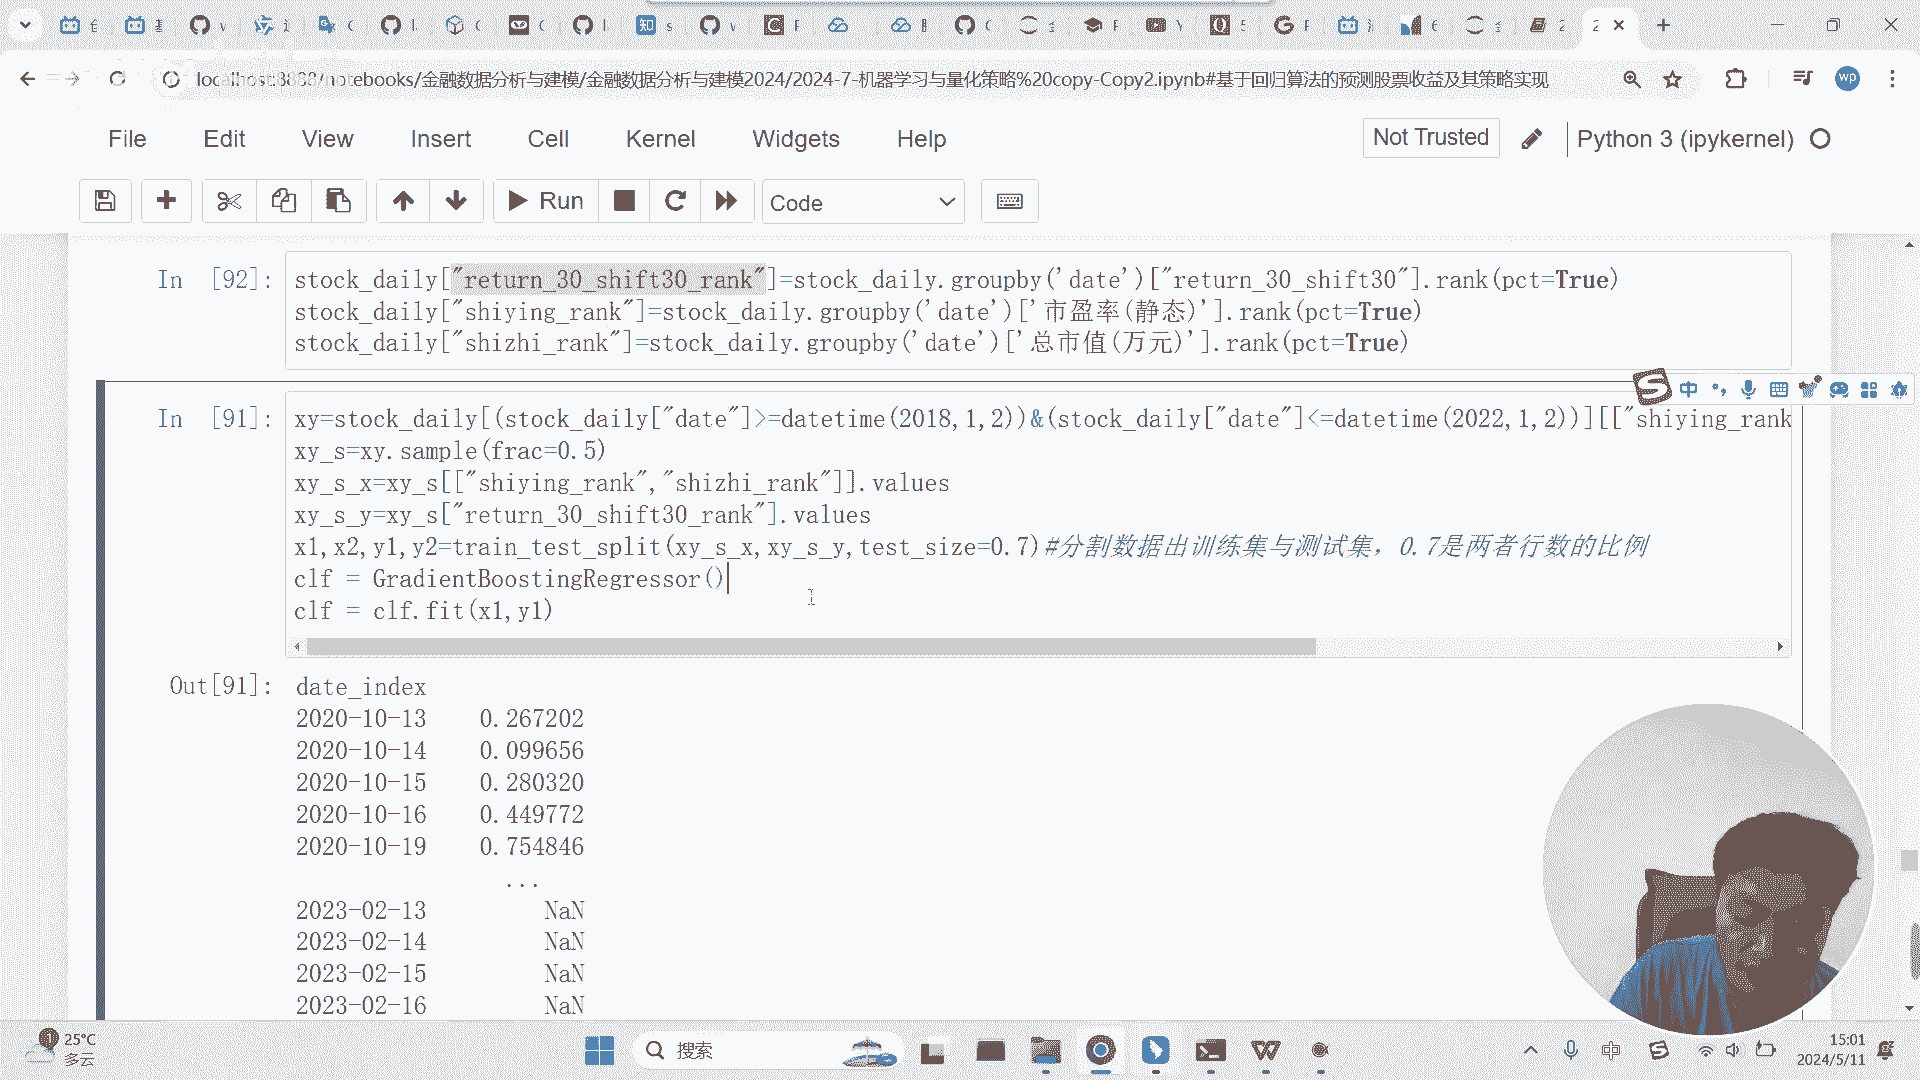 localhost:8888/notebooks/金融数据分析与建模/金融数据分析与建模2024/2024-7-机器学习与量化策略%20copy-Copy2.ipynb#基于回归算法的预测股票收益及其策略实现
wp
File Edit View Insert Cell Kernel Widgets Help Not Trusted Python 3 (ipykernel)
Run Code
In [92]: stock_daily["return_30_shift30_rank"]=stock_daily.groupby('date')["return_30_shift30"].rank(pct=True)
stock_daily["shiying_rank"]=stock_daily.groupby('date')['市盈率(静态)'].rank(pct=True)
stock_daily["shizhi_rank"]=stock_daily.groupby('date')['总市值(万元)'].rank(pct=True)
中
In [91]: xy=stock_daily[(stock_daily["date"]>=datetime(2018,1,2))&(stock_daily["date"]<=datetime(2022,1,2))][["shiying_rank
xy_s=xy.sample(frac=0.5)
xy_s_x=xy_s[["shiying_rank","shizhi_rank"]].values
xy_s_y=xy_s["return_30_shift30_rank"].values
x1,x2,y1,y2=train_test_split(xy_s_x,xy_s_y,test_size=0.7)#分割数据出训练集与测试集，0.7是两者行数的比例
clf = GradientBoostingRegressor()
clf = clf.fit(x1,y1)
Out[91]: date_index
2020-10-13 0.267202
2020-10-14 0.099656
2020-10-15 0.280320
2020-10-16 0.449772
2020-10-19 0.754846
...
2023-02-13 NaN
2023-02-14 NaN
2023-02-15 NaN
2023-02-16 NaN
25°C
多云
搜索
中
15:01
2024/5/11